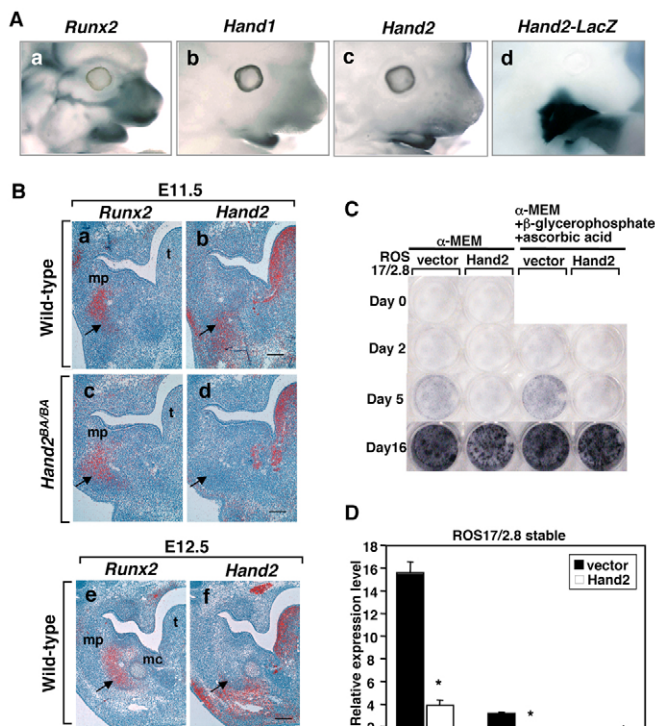 A
Runx2
Hand1
Hand2
Hand2-LacZ
a
b
c
d
B
E11.5
Runx2
Hand2
Wild-type
a
mp
b
t
Hand2BA/BA
c
mp
t
d
E12.5
Runx2
Hand2
Wild-type
e
mp
mc
f
t
C
α-MEM
α-MEM
+β-glycerophosphate
+ascorbic acid
ROS
17/2.8
vector
Hand2
vector
Hand2
Day 0
Day 2
Day 5
Day16
D
ROS17/2.8 stable
Relative expression level
18
16
14
12
10
8
6
4
2
vector
Hand2
*
*